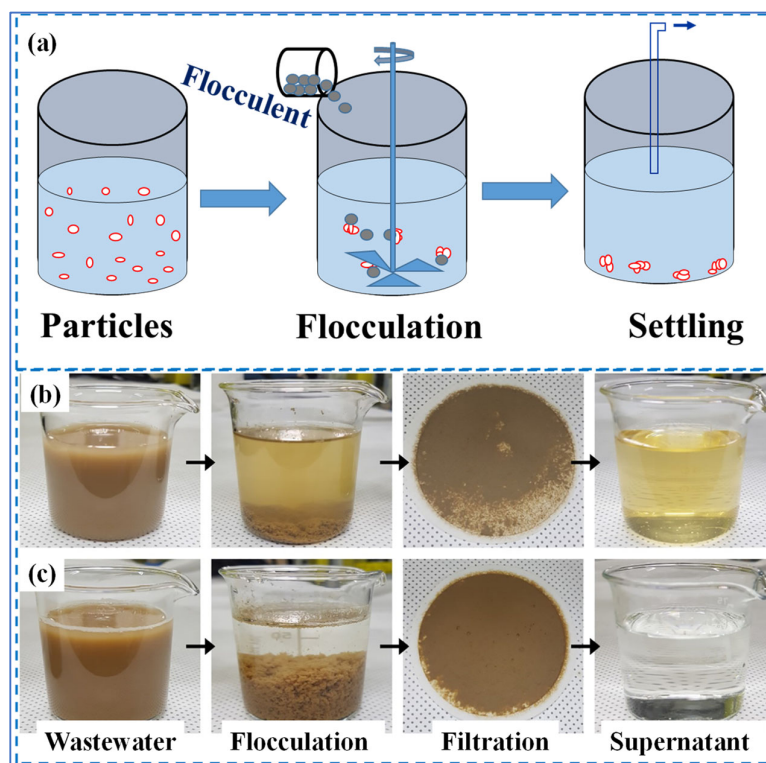 (a)
Flocculent
Particles
Flocculation
Settling
(b)
(c)
Wastewater
Flocculation
Filtration
Supernatant